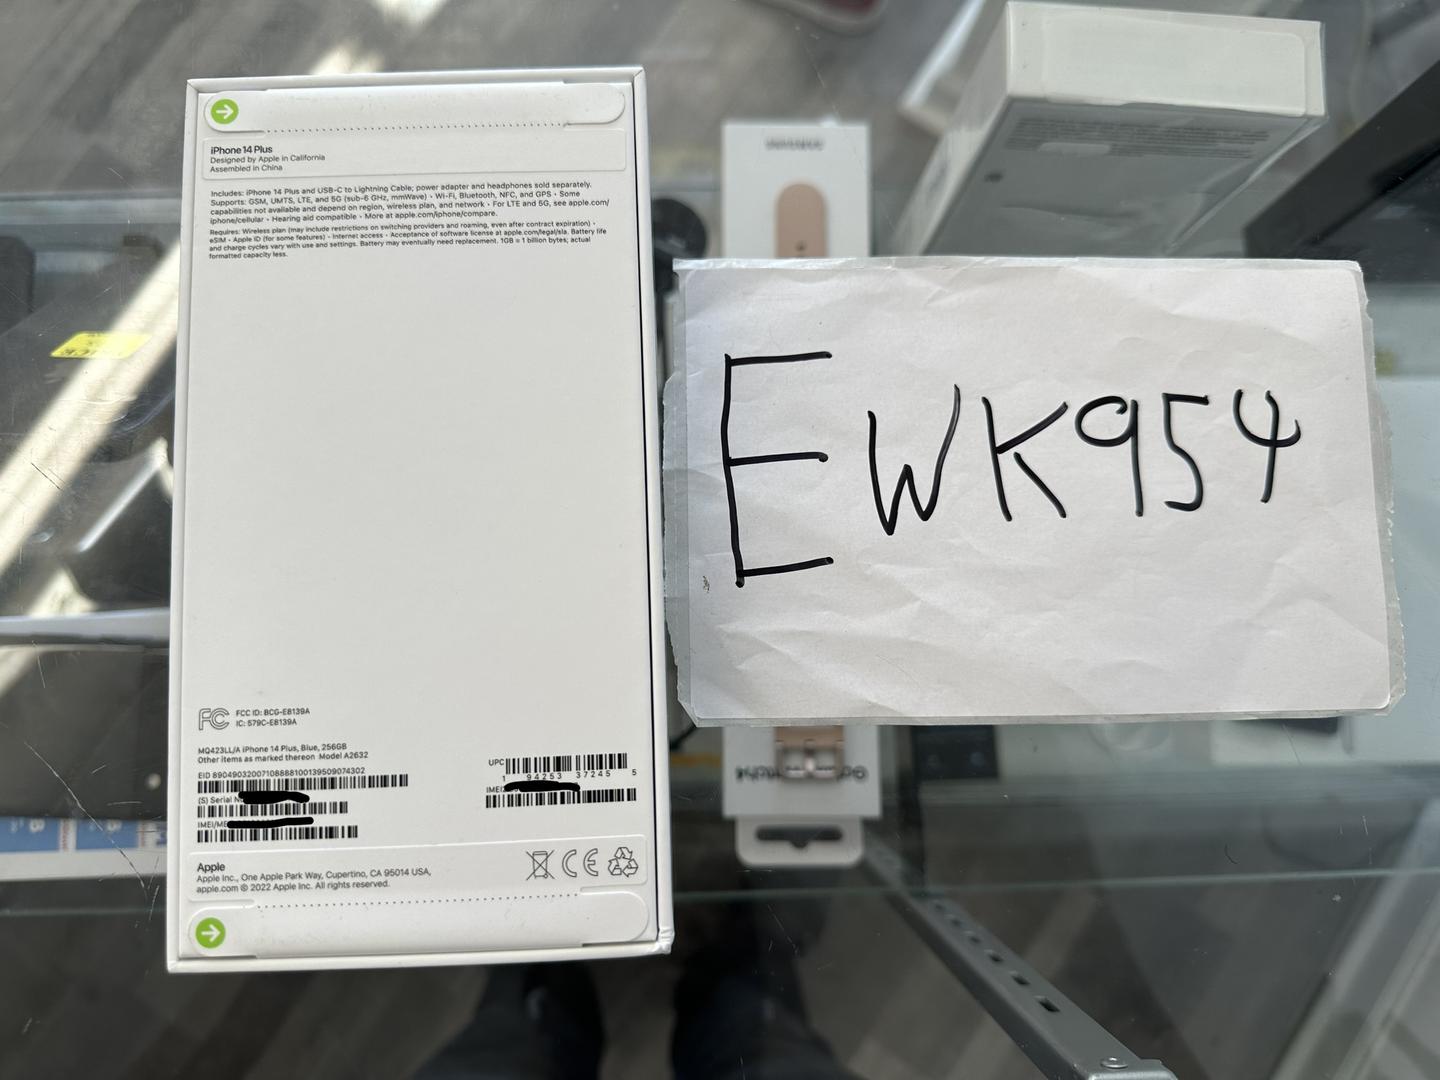 iPhone 14 Plus
Designed by Apple in California
Assembled in China
Includes: iPhone 14 Plus and USB-C to Lightning Cable; power adapter and headphones sold separately.
Supports: GSM, UMTS, LTE, and 5G (sub-6 GHz, mmWave) • Wi-Fi, Bluetooth, NFC, and GPS • Some
capabilities not available and depend on region, wireless plan, and network • For LTE and 5G, see apple.com/
iphone/cellular • Hearing aid compatible • More at apple.com/iphone/compare.
Requires: Wireless plan (may include restrictions on switching providers and roaming, even after contract expiration) •
eSIM • Apple ID (for some features) • Internet access • Acceptance of software license at apple.com/legal/sla. Battery life
and charge cycles vary with use and settings. Battery may eventually need replacement. 1GB = 1 billion bytes; actual
formatted capacity less.
EWK954
FC FCC ID: BCG-E8139A
IC: 579C-E8139A
MQ423LL/A iPhone 14 Plus, Blue, 256GB
Other items as marked thereon Model A2632
EID 89049032007108888100139509074302
(S) Serial
IMEI/ME
UPC
1 94253 37245 5
IMEI2
Apple
Apple Inc., One Apple Park Way, Cupertino, CA 95014 USA,
apple.com © 2022 Apple Inc. All rights reserved.
CE
SAMSUNG